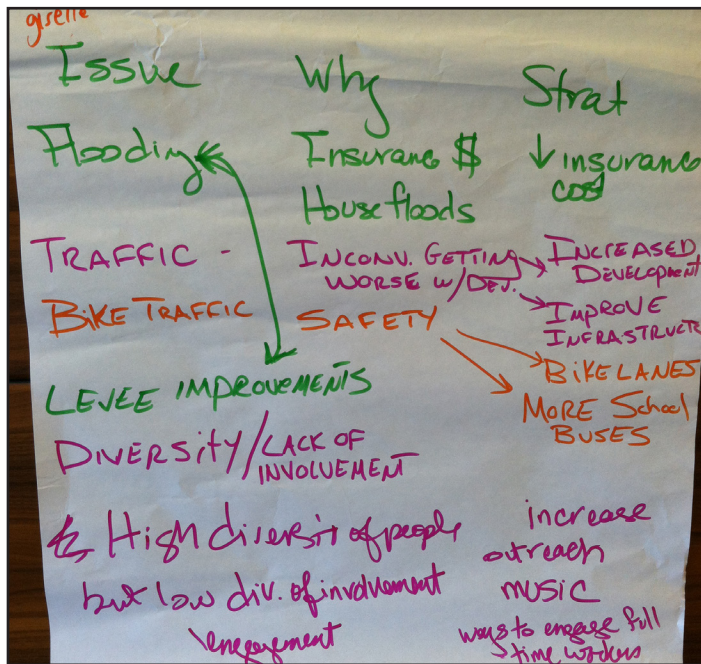 giselle
Issue Why Strat
Flooding Insurance $ ↓ insurance
cost
House floods
TRAFFIC - INCONV. GETTING INCREASED
WORSE w/ DEV. DEVELOPMENT
IMPROVE
BIKE TRAFFIC SAFETY INFRASTRUCT
BIKE LANES
LEVEE IMPROVEMENTS MORE School
BUSES
DIVERSITY/LACK OF
INVOLVEMENT
High diversity of people increase
outreach
but low div. of involvement music
\engagement ways to engage full
time workers